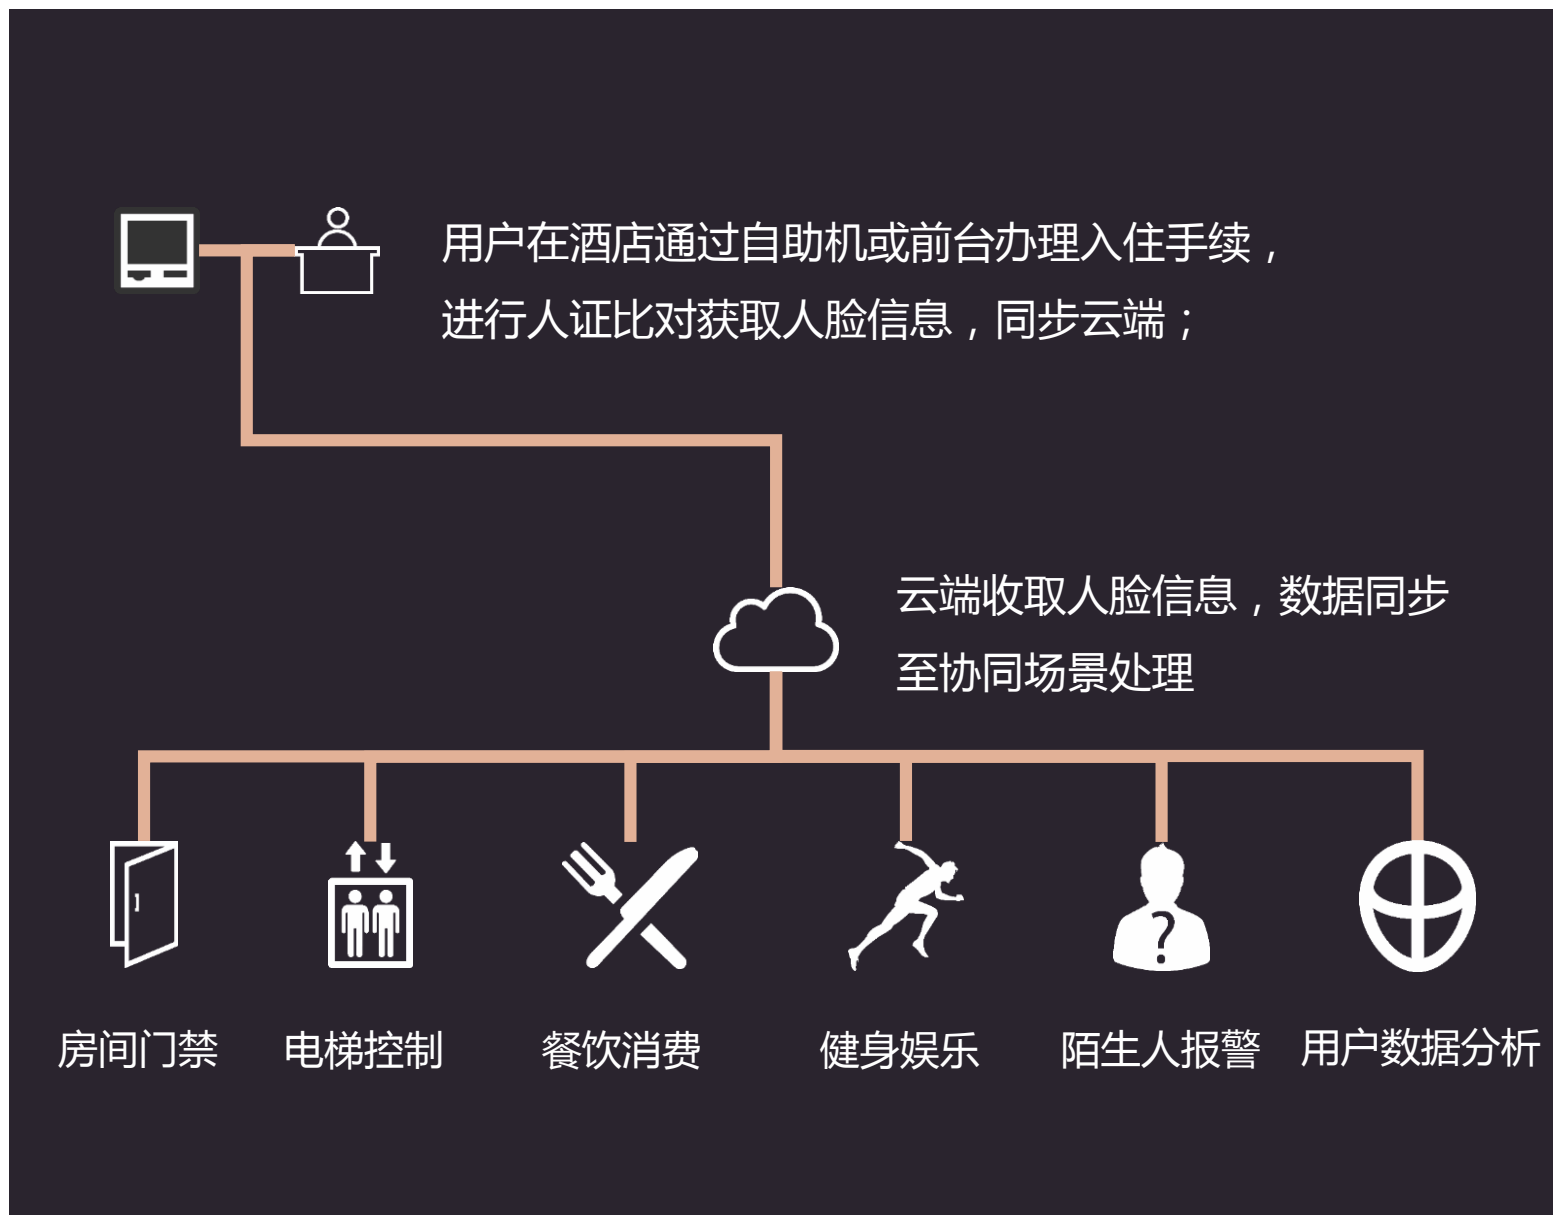 用户在酒店通过自助机或前台办理入住手续，
进行人证比对获取人脸信息，同步云端；
云端收取人脸信息，数据同步
至协同场景处理
房间门禁 电梯控制 餐饮消费 健身娱乐 陌生人报警 用户数据分析
?